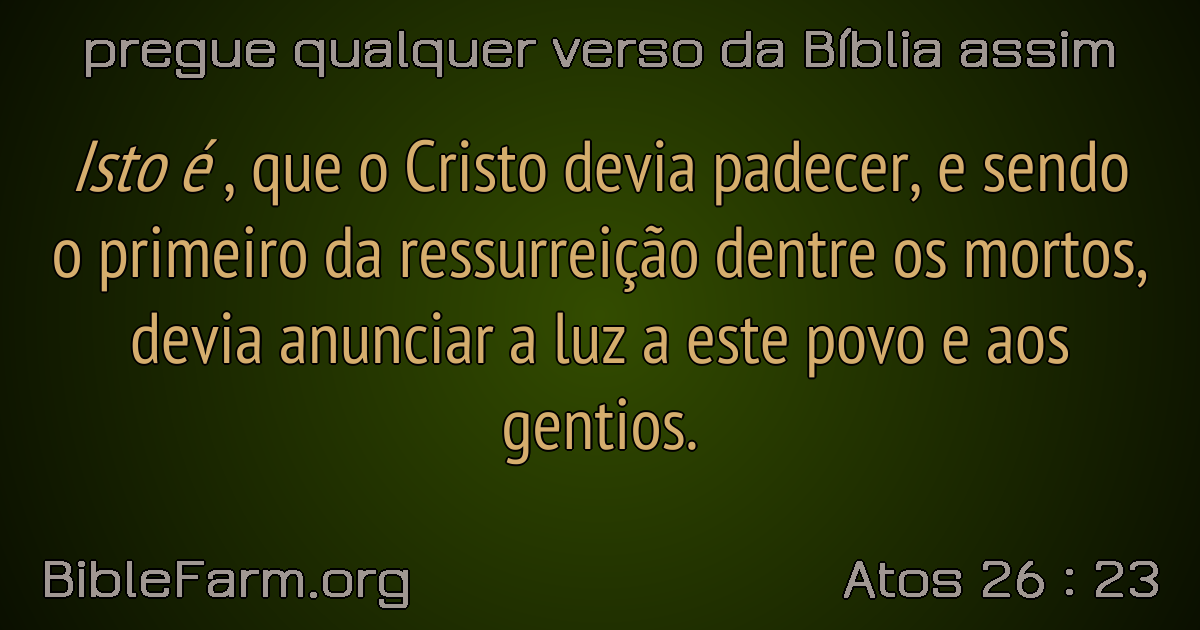 pregue qualquer verso da Bíblia assim
Isto é , que o Cristo devia padecer, e sendo
o primeiro da ressurreição dentre os mortos,
devia anunciar a luz a este povo e aos
gentios.
BibleFarm.org
Atos 26 : 23